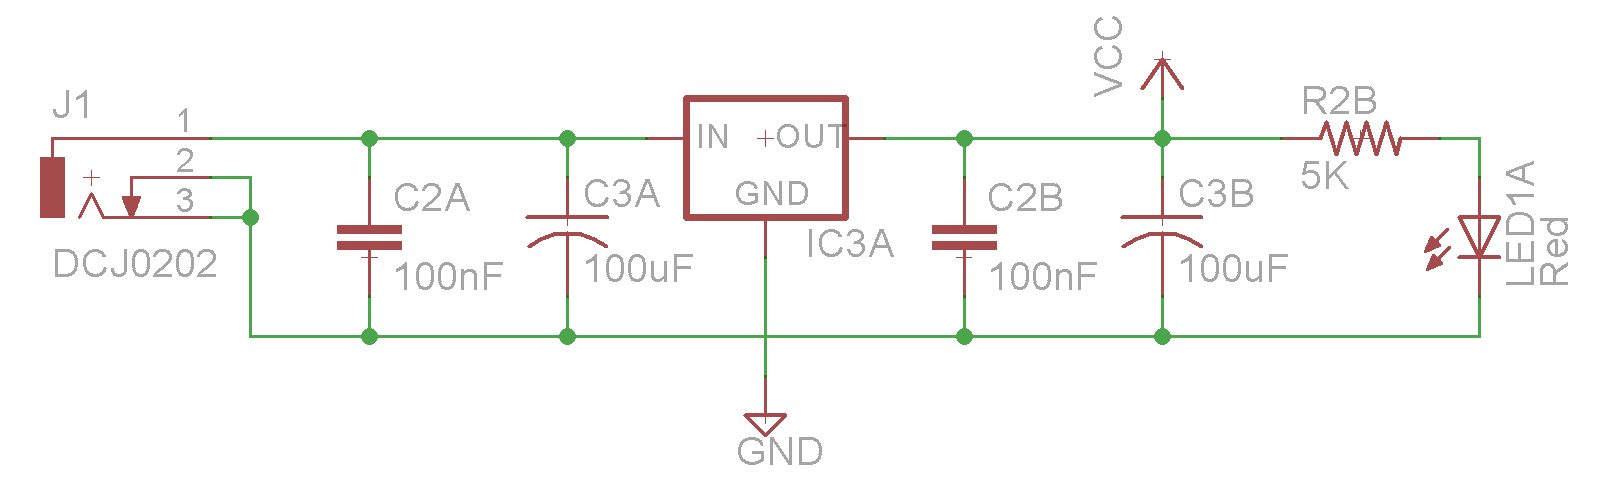 VCC
J1
1
2
3
DCJ0202
C2A
100nF
C3A
100uF
IN
OUT
GND
IC3A
GND
C2B
100nF
C3B
100uF
R2B
5K
LED1A
Red